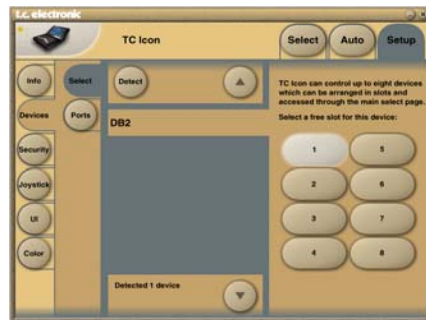 t.c. electronic
TC Icon
Select
Auto
Setup
Info
Devices
Security
Joystick
UI
Color
Select
Ports
Detect
DB2
Detected 1 device
TC Icon can control up to eight devices
which can be arranged in slots and
accessed through the main select page.
Select a free slot for this device:
1
5
2
6
3
7
4
8